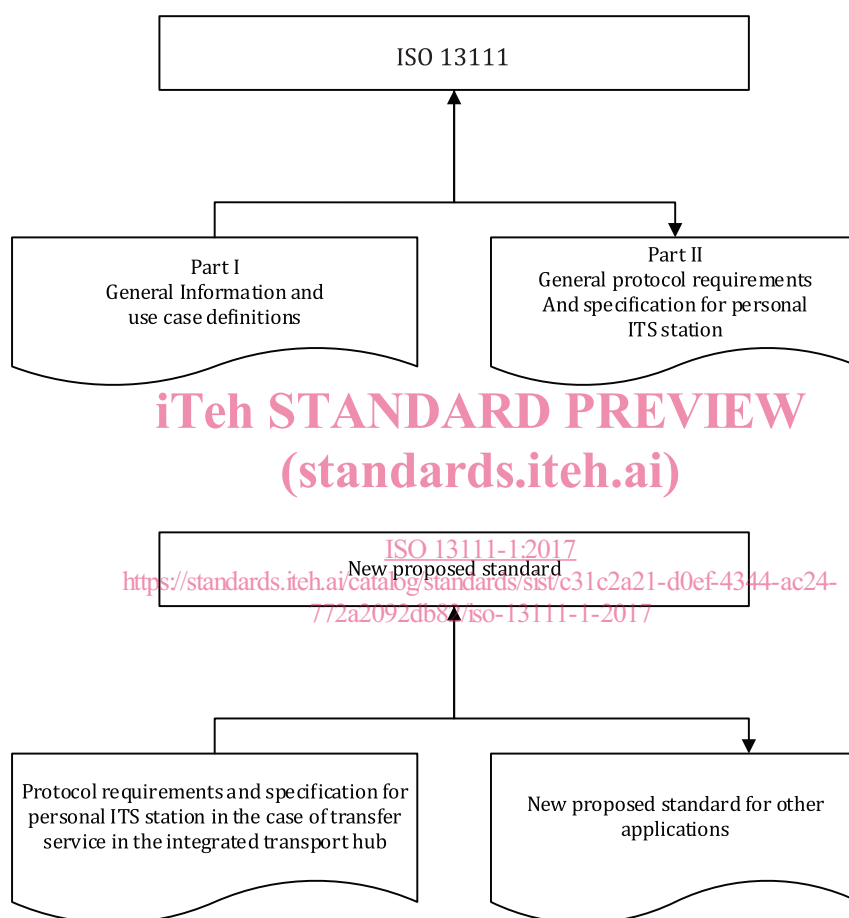 ISO 13111
Part I
General Information and
use case definitions
Part II
General protocol requirements
And specification for personal
ITS station
iTeh STANDARD PREVIEW
(standards.iteh.ai)
ISO 13111-1:2017
New proposed standard
https://standards.iteh.ai/catalog/standards/sist/c31c2a21-d0ef-4344-ac24-
/iso-13111-1-2017
Protocol requirements and specification for
personal ITS station in the case of transfer
service in the integrated transport hub
New proposed standard for other
applications